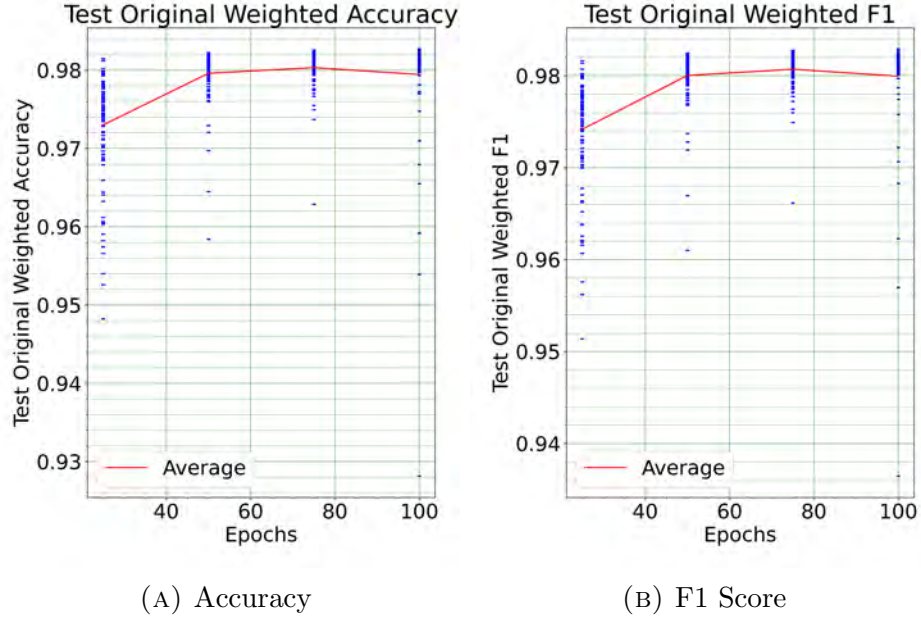 Test Original Weighted Accuracy
Test Original Weighted Accuracy
0.98
0.97
0.96
0.95
0.94
0.93
Average
40 60 80 100
Epochs
(A) Accuracy
Test Original Weighted F1
Test Original Weighted F1
0.98
0.97
0.96
0.95
0.94
Average
40 60 80 100
Epochs
(B) F1 Score